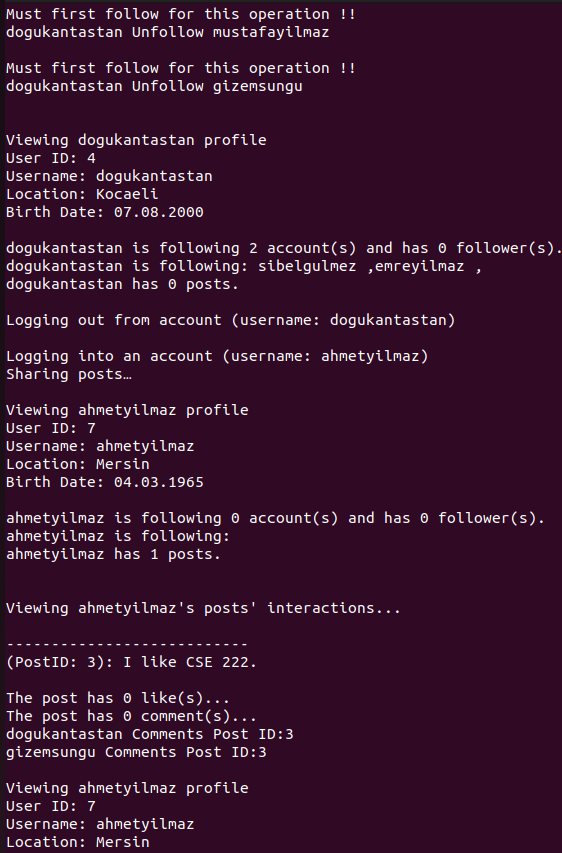 Must first follow for this operation !!
dogukantastan Unfollow mustafayilmaz
Must first follow for this operation !!
dogukantastan Unfollow gizemsungu
Viewing dogukantastan profile
User ID: 4
Username: dogukantastan
Location: Kocaeli
Birth Date: 07.08.2000
dogukantastan is following 2 account(s) and has 0 follower(s).
dogukantastan is following: sibelgulmez ,emreyilmaz ,
dogukantastan has 0 posts.
Logging out from account (username: dogukantastan)
Logging into an account (username: ahmetyilmaz)
Sharing posts…
Viewing ahmetyilmaz profile
User ID: 7
Username: ahmetyilmaz
Location: Mersin
Birth Date: 04.03.1965
ahmetyilmaz is following 0 account(s) and has 0 follower(s).
ahmetyilmaz is following:
ahmetyilmaz has 1 posts.
Viewing ahmetyilmaz's posts' interactions...
---------------------------
(PostID: 3): I like CSE 222.
The post has 0 like(s)...
The post has 0 comment(s)...
dogukantastan Comments Post ID:3
gizemsungu Comments Post ID:3
Viewing ahmetyilmaz profile
User ID: 7
Username: ahmetyilmaz
Location: Mersin